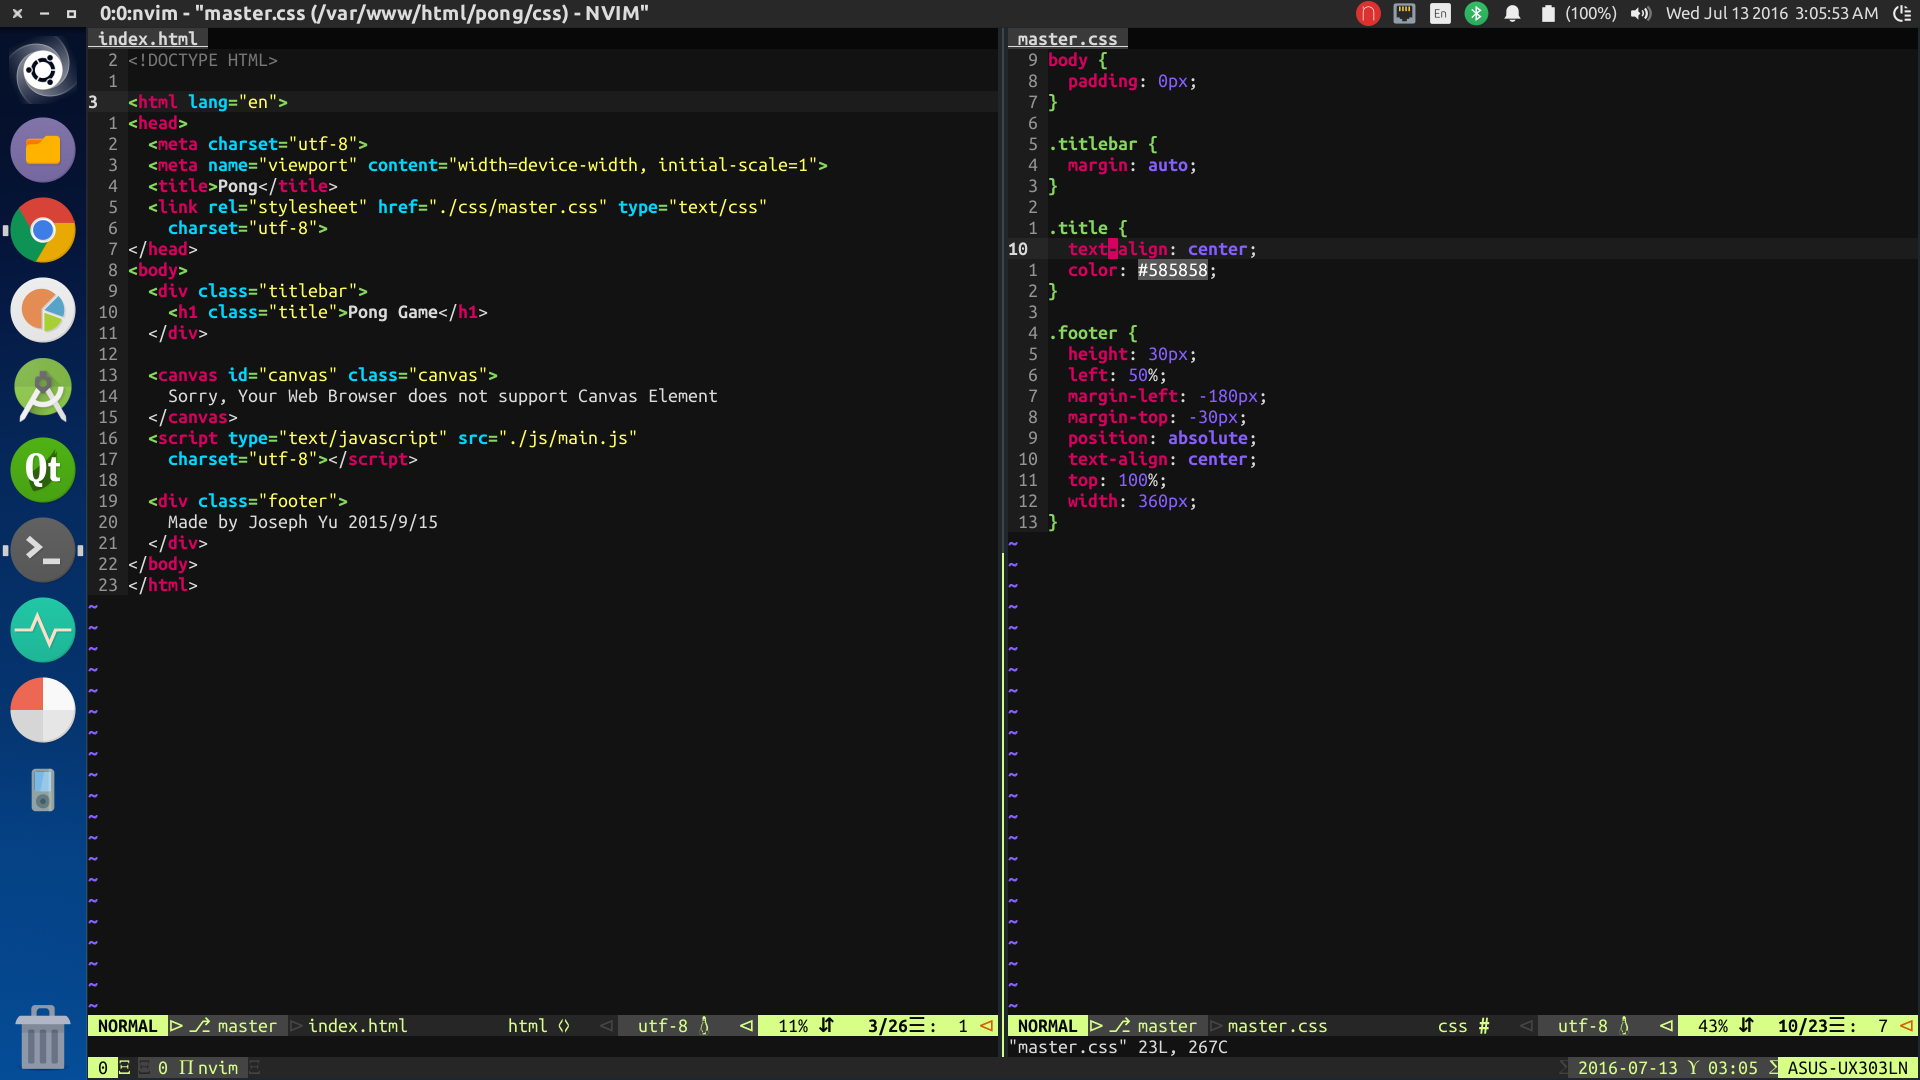 0:0:nvim - "master.css (/var/www/html/pong/css) - NVIM"
En
(100%)
Wed Jul 13 2016 3:05:53 AM
index.html
2 <!DOCTYPE HTML>
1
3 <html lang="en">
1 <head>
2 <meta charset="utf-8">
3 <meta name="viewport" content="width=device-width, initial-scale=1">
4 <title>Pong</title>
5 <link rel="stylesheet" href="./css/master.css" type="text/css"
6 charset="utf-8">
7 </head>
8 <body>
9 <div class="titlebar">
10 <h1 class="title">Pong Game</h1>
11 </div>
12
13 <canvas id="canvas" class="canvas">
14 Sorry, Your Web Browser does not support Canvas Element
15 </canvas>
16 <script type="text/javascript" src="./js/main.js"
17 charset="utf-8"></script>
18
19 <div class="footer">
20 Made by Joseph Yu 2015/9/15
21 </div>
22 </body>
23 </html>
NORMAL master index.html html utf-8 11% 3/26 : 1
master.css
9 body {
8 padding: 0px;
7 }
6
5 .titlebar {
4 margin: auto;
3 }
2
1 .title {
10 text-align: center;
1 color: #585858;
2 }
3
4 .footer {
5 height: 30px;
6 left: 50%;
7 margin-left: -180px;
8 margin-top: -30px;
9 position: absolute;
10 text-align: center;
11 top: 100%;
12 width: 360px;
13 }
NORMAL master master.css css # utf-8 43% 10/23 : 7
"master.css" 23L, 267C
Qt
0 0 nvim
2016-07-13 03:05 ASUS-UX303LN